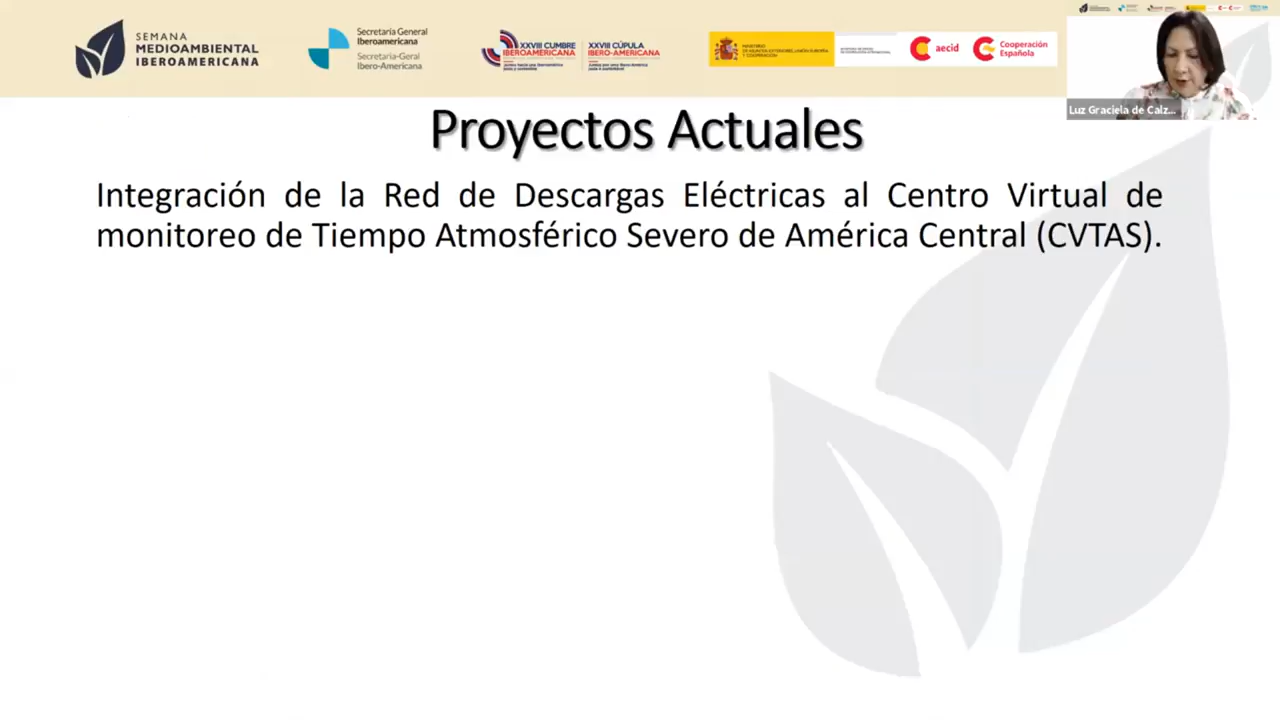 SEMANA
MEDIOAMBIENTAL
IBEROAMERICANA
Secretaría General
Iberoamericana
Secretaria-Geral
Ibero-Americana
XXVIII CUMBRE
IBEROAMERICANA
XXVIII CÚPULA
IBERO-AMERICANA
aecid
Cooperación
Española
Luz Graciela de Calz...
Proyectos Actuales
Integración de la Red de Descargas Eléctricas al Centro Virtual de
monitoreo de Tiempo Atmosférico Severo de América Central (CVTAS).